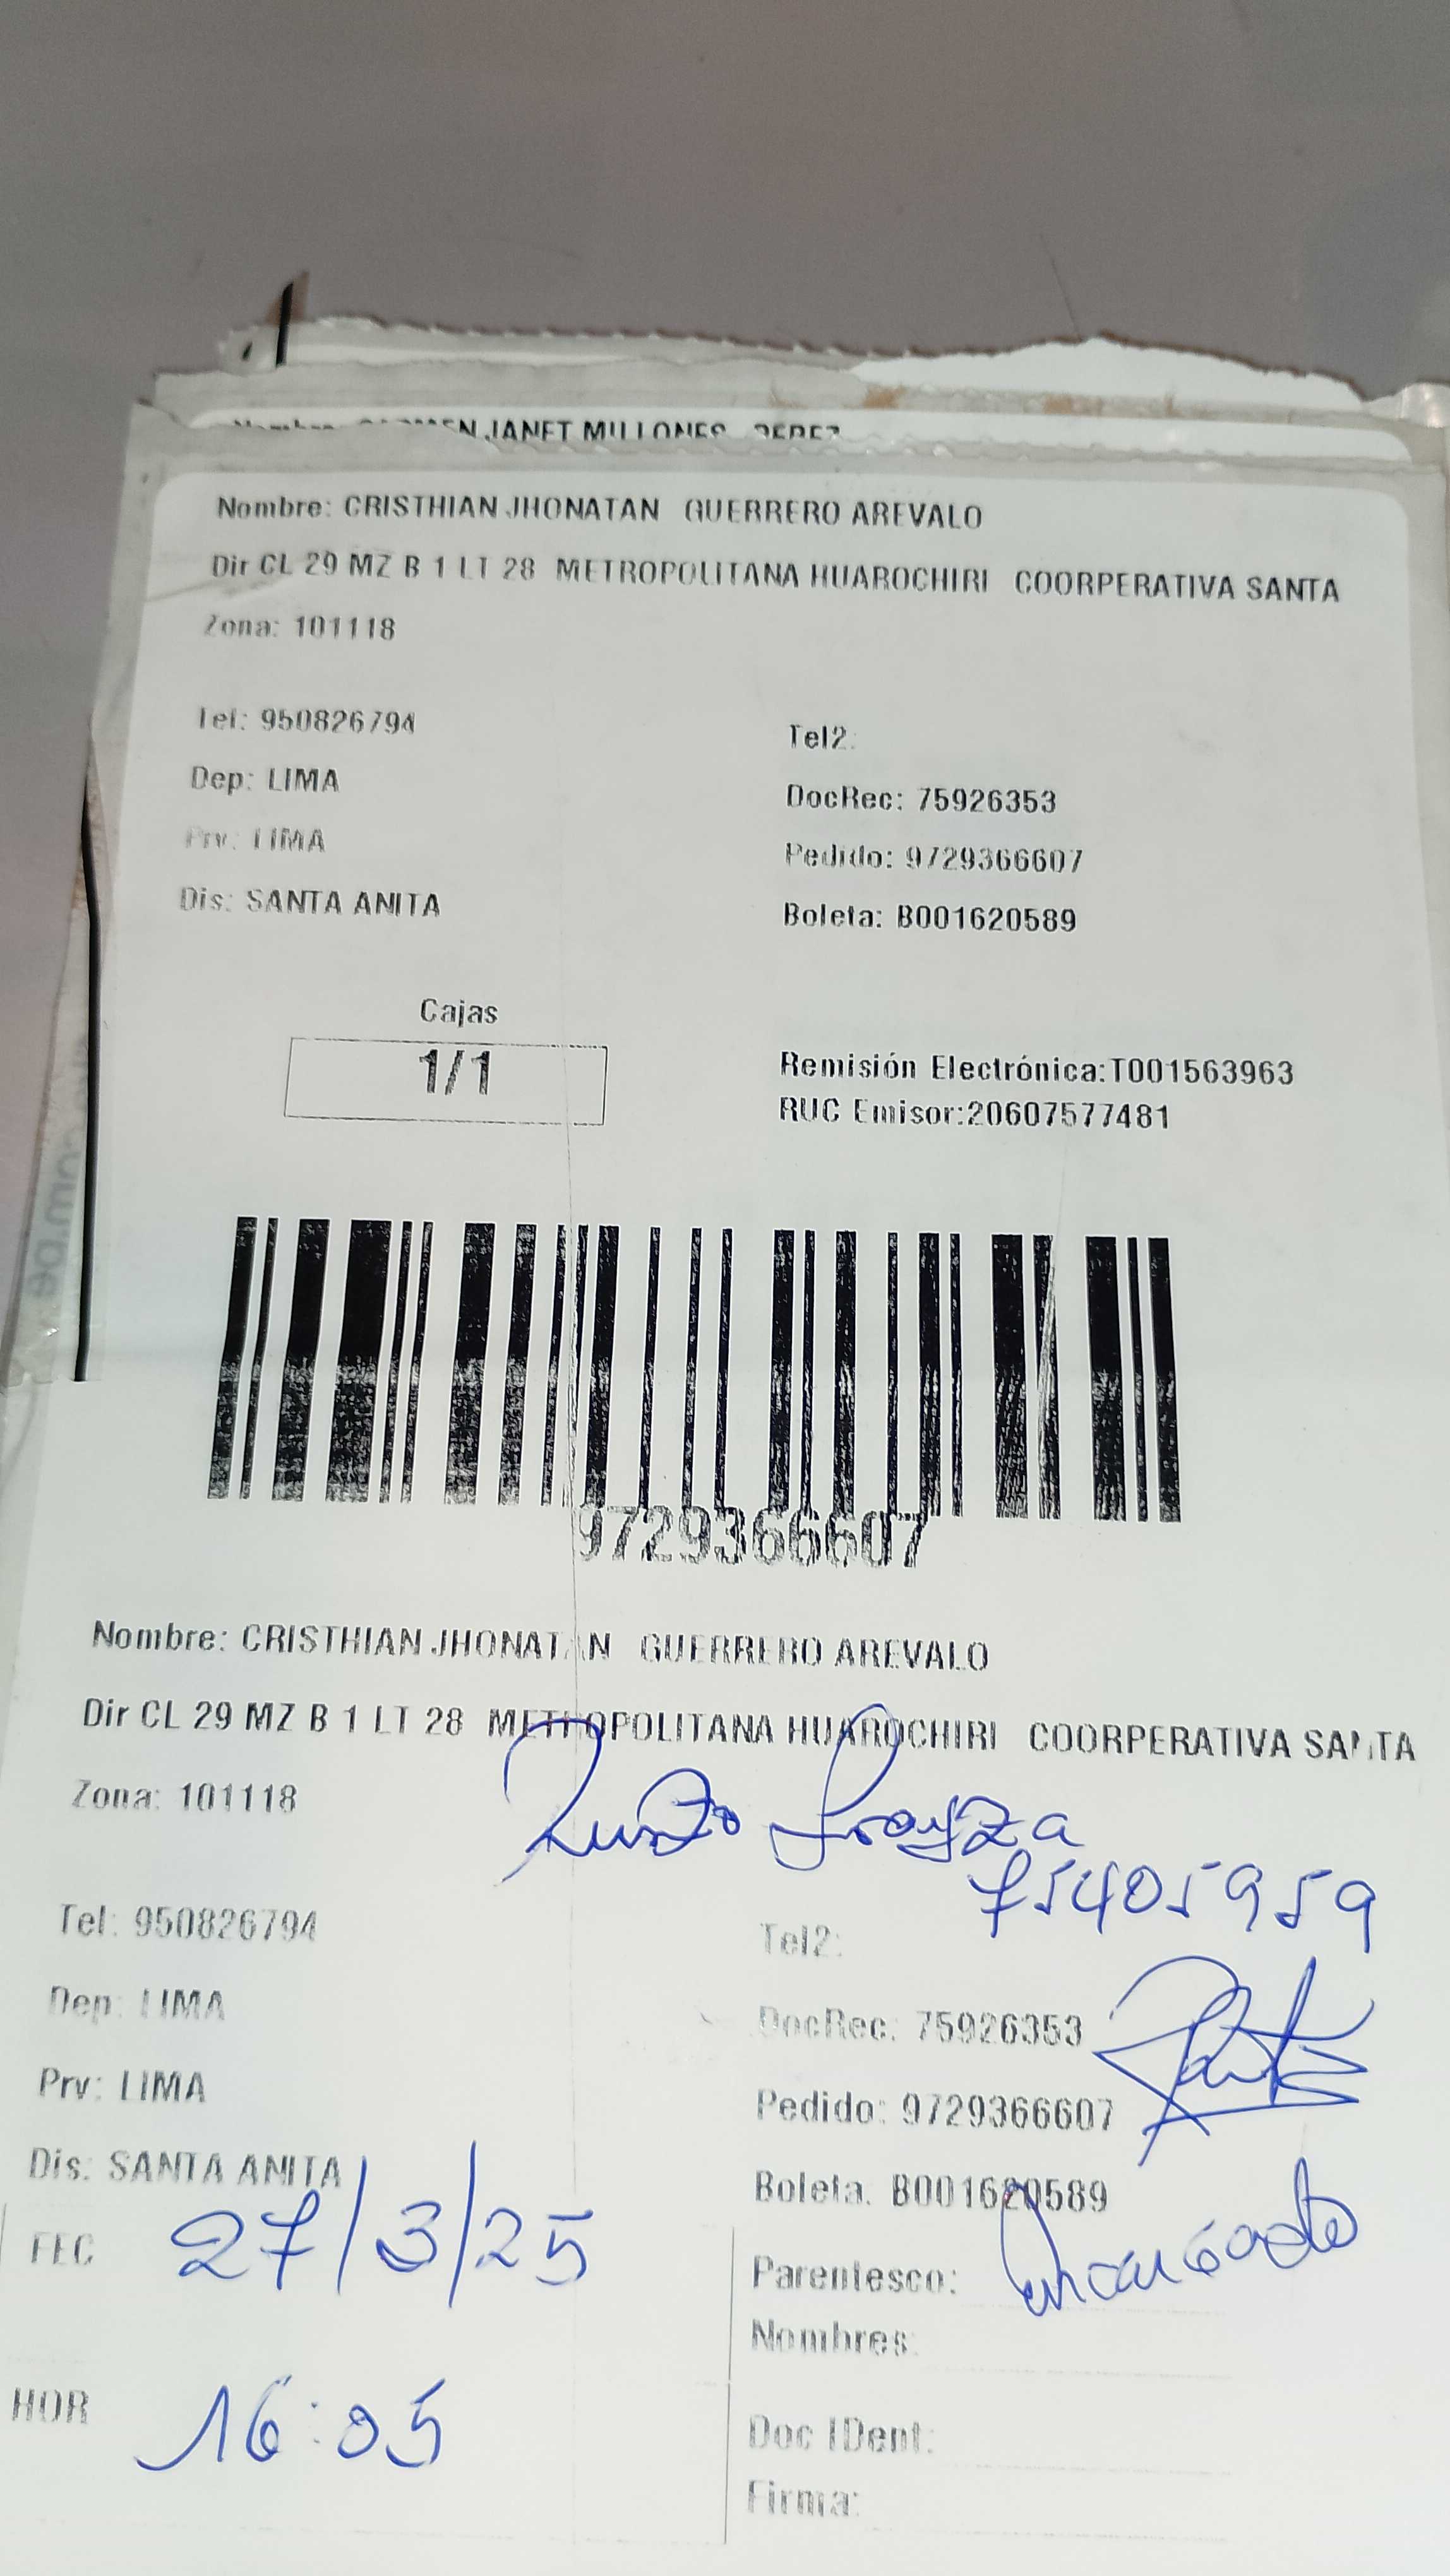 JANET MILLONES PEREZ
Nombre: CRISTHIAN JHONATAN GUERRERO AREVALO
Dir CL 29 MZ B 1 LT 28 METROPOLITANA HUAROCHIRI COORPERATIVA SANTA
Zona: 101118
Tel: 950826794
Tel2:
Dep: LIMA
DocRec: 75926353
Prv: LIMA
Pedido: 9729366607
Dis: SANTA ANITA
Boleta: B001620589
Cajas
1/1
Remisión Electrónica:T001563963
RUC Emisor:20607577481
9729366607
Nombre: CRISTHIAN JHONATAN GUERRERO AREVALO
Dir CL 29 MZ B 1 LT 28 METROPOLITANA HUAROCHIRI COORPERATIVA SANTA
Zona: 101118
75405959
Tel: 950826794
Tel2:
Dep: LIMA
DocRec: 75926353
Prv: LIMA
Pedido: 9729366607
Dis: SANTA ANITA
Boleta: B001620589
FEC 27/3/25
Parentesco:
Nombres:
HOR 16:05
Doc IDent:
Firma: